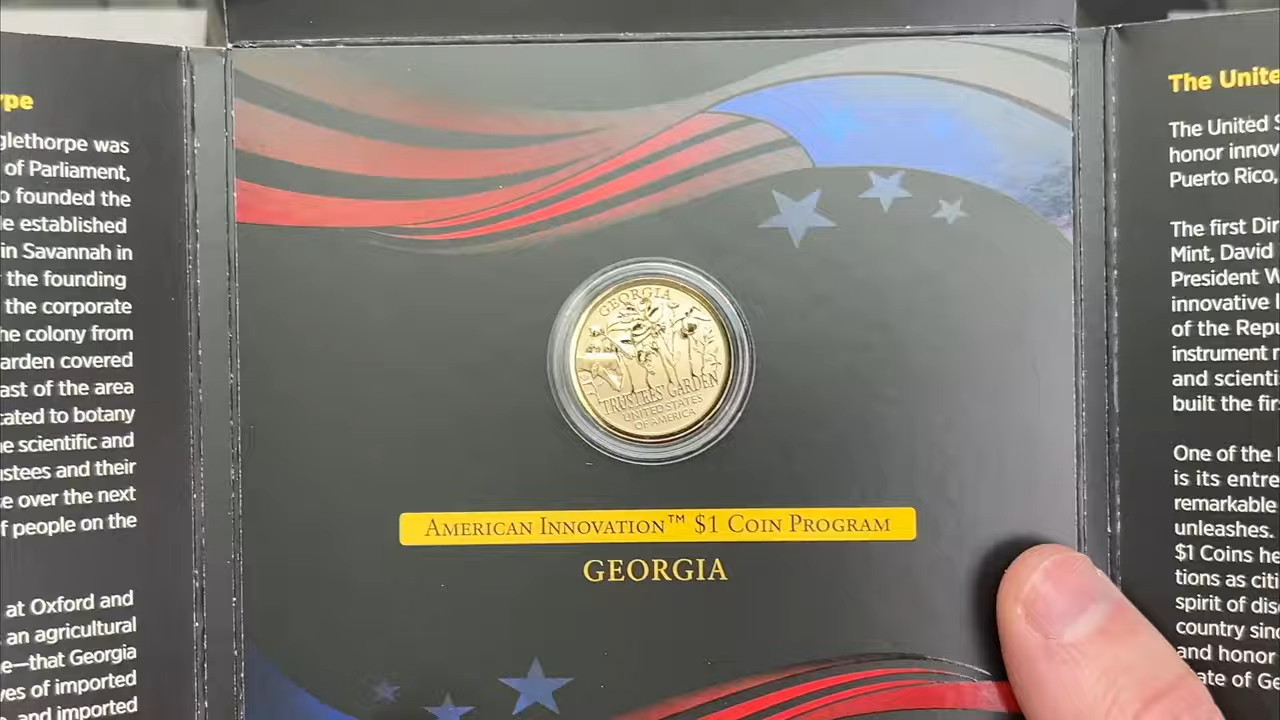 rpe
glethorpe was
of Parliament,
o founded the
e established
in Savannah in
the founding
the corporate
he colony from
arden covered
ast of the area
cated to botany
e scientific and
ustees and their
e over the next
f people on the
at Oxford and
an agricultural
e—that Georgia
ves of imported
and imported
GEORGIA
TRUSTEES' GARDEN
UNITED STATES
OF AMERICA
AMERICAN INNOVATION™ $1 COIN PROGRAM
GEORGIA
The Unite
The United S
honor innov
Puerto Rico,
The first Dir
Mint, David
President W
innovative
of the Repu
instrument r
and scienti
built the fir
One of the
is its entre
remarkable
unleashes.
$1 Coins he
tions as citi
spirit of dis
country sinc
and honor
ate of Ge